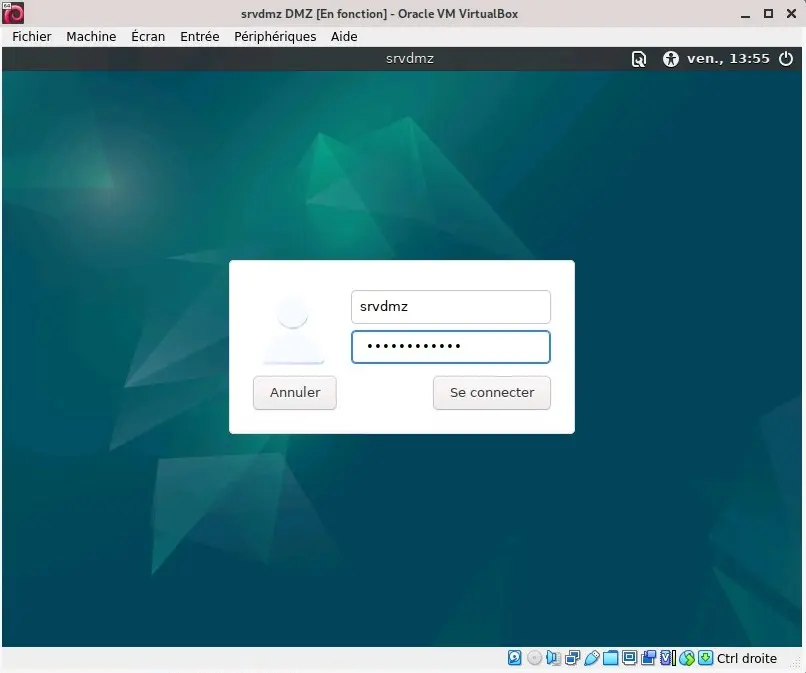 srvdmz DMZ [En fonction] - Oracle VM VirtualBox
Fichier Machine Écran Entrée Périphériques Aide
srvdmz ven., 13:55
srvdmz
••••••••••••
Annuler Se connecter
Ctrl droite